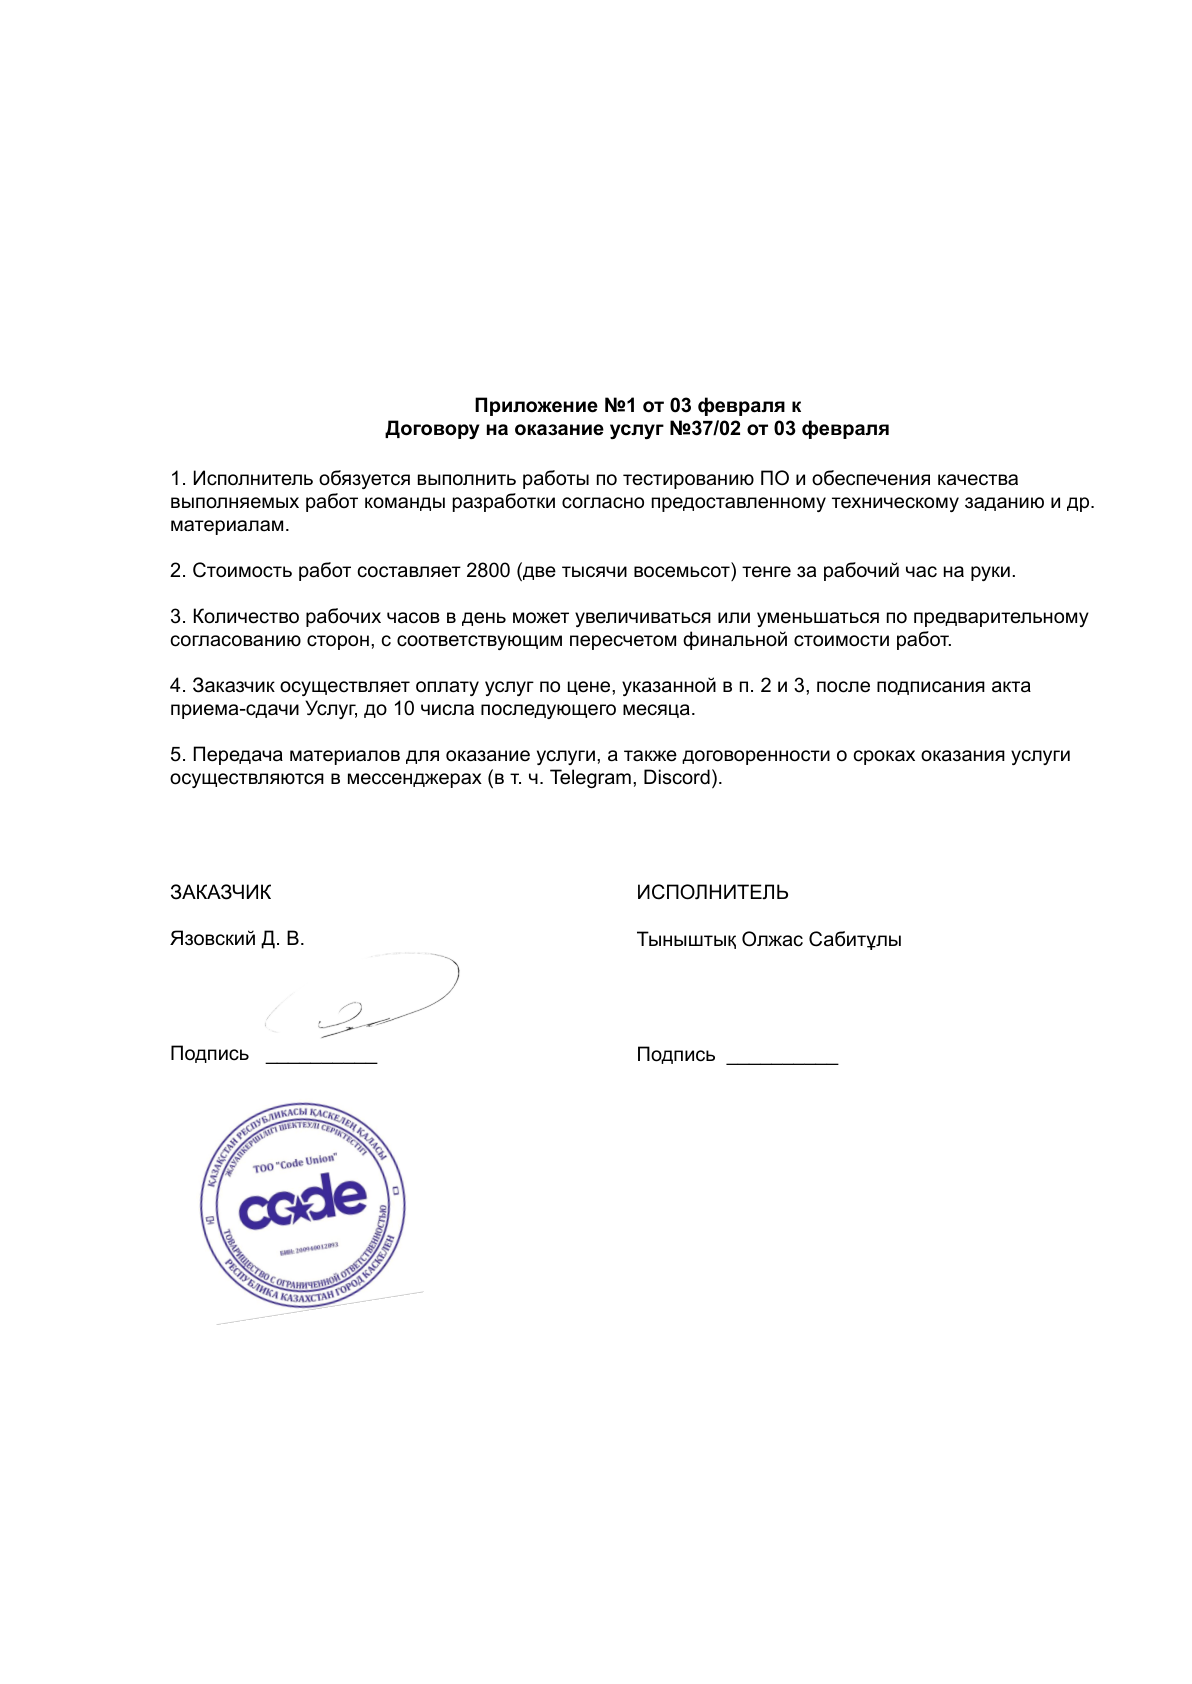 Приложение №1 от 03 февраля к
Договору на оказание услуг №37/02 от 03 февраля
1. Исполнитель обязуется выполнить работы по тестированию ПО и обеспечения качества
выполняемых работ команды разработки согласно предоставленному техническому заданию и др.
материалам.
2. Стоимость работ составляет 2800 (две тысячи восемьсот) тенге за рабочий час на руки.
3. Количество рабочих часов в день может увеличиваться или уменьшаться по предварительному
согласованию сторон, с соответствующим пересчетом финальной стоимости работ.
4. Заказчик осуществляет оплату услуг по цене, указанной в п. 2 и 3, после подписания акта
приема-сдачи Услуг, до 10 числа последующего месяца.
5. Передача материалов для оказание услуги, а также договоренности о сроках оказания услуги
осуществляются в мессенджерах (в т. ч. Telegram, Discord).
ЗАКАЗЧИК
Язовский Д. В.
Подпись __________
ИСПОЛНИТЕЛЬ
Тыныштық Олжас Сабитұлы
Подпись __________
ҚАЗАҚСТАН РЕСПУБЛИКАСЫ ҚАСКЕЛЕҢ ҚАЛАСЫ
ЖАУАПКЕРШІЛІГІ ШЕКТЕУЛІ СЕРІКТЕСТІГІ
ТОО "Code Union"
code
БИН: 200940012093
ТОВАРИЩЕСТВО С ОГРАНИЧЕННОЙ ОТВЕТСТВЕННОСТЬЮ
РЕСПУБЛИКА КАЗАХСТАН ГОРОД КАСКЕЛЕН